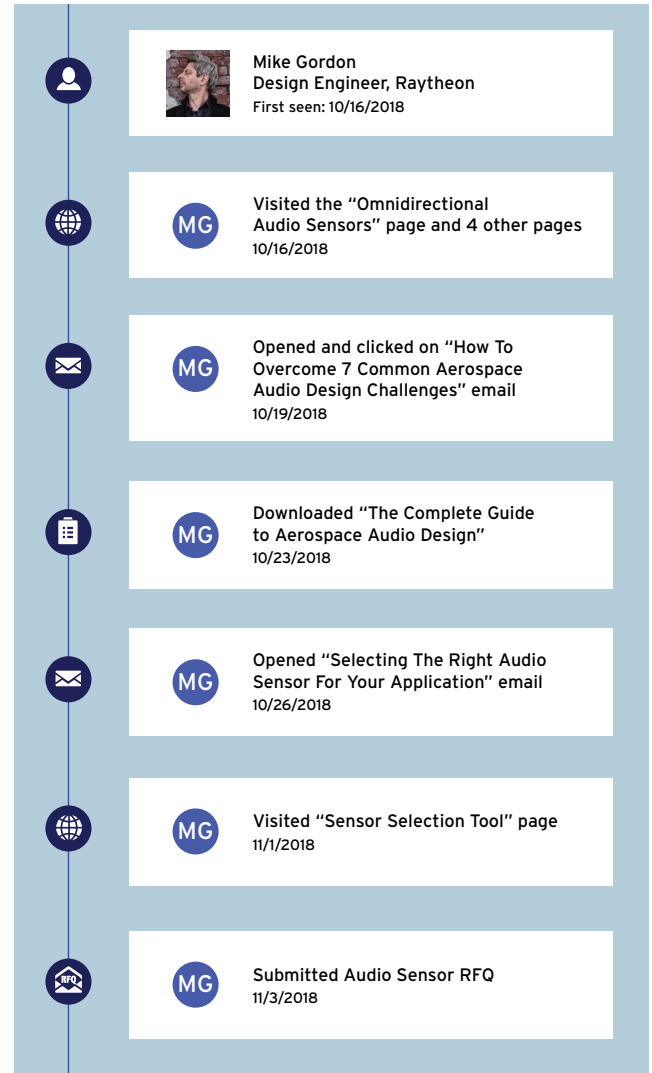 Mike Gordon
Design Engineer, Raytheon
First seen: 10/16/2018
MG
Visited the “Omnidirectional
Audio Sensors” page and 4 other pages
10/16/2018
MG
Opened and clicked on “How To
Overcome 7 Common Aerospace
Audio Design Challenges” email
10/19/2018
MG
Downloaded “The Complete Guide
to Aerospace Audio Design”
10/23/2018
MG
Opened “Selecting The Right Audio
Sensor For Your Application” email
10/26/2018
MG
Visited “Sensor Selection Tool” page
11/1/2018
RFQ
MG
Submitted Audio Sensor RFQ
11/3/2018